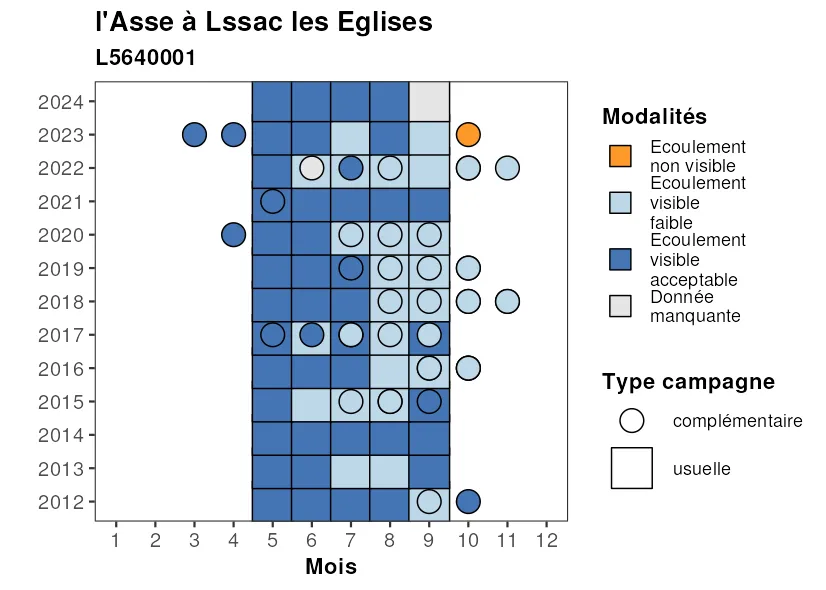 l'Asse à Lssac les Eglises
L5640001
2024
2023
2022
2021
2020
2019
2018
2017
2016
2015
2014
2013
2012
1 2 3 4 5 6 7 8 9 10 11 12
Mois
Modalités
Ecoulement
non visible
Ecoulement
visible
faible
Ecoulement
visible
acceptable
Donnée
manquante
Type campagne
complémentaire
usuelle